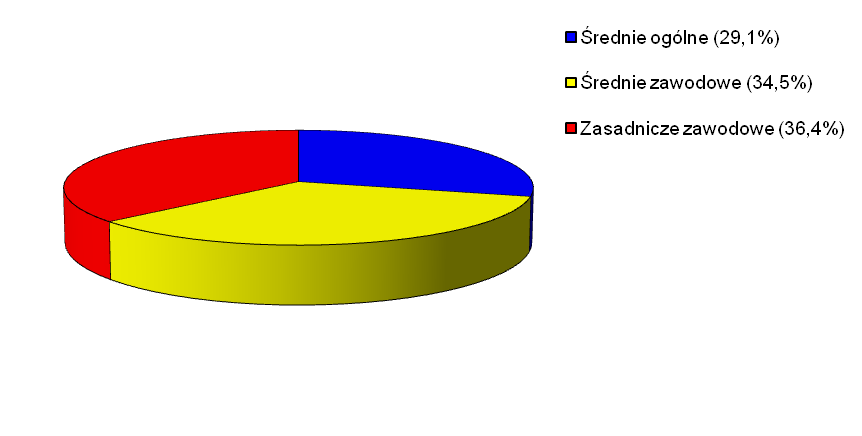 Średnie ogólne (29,1%)
Średnie zawodowe (34,5%)
Zasadnicze zawodowe (36,4%)